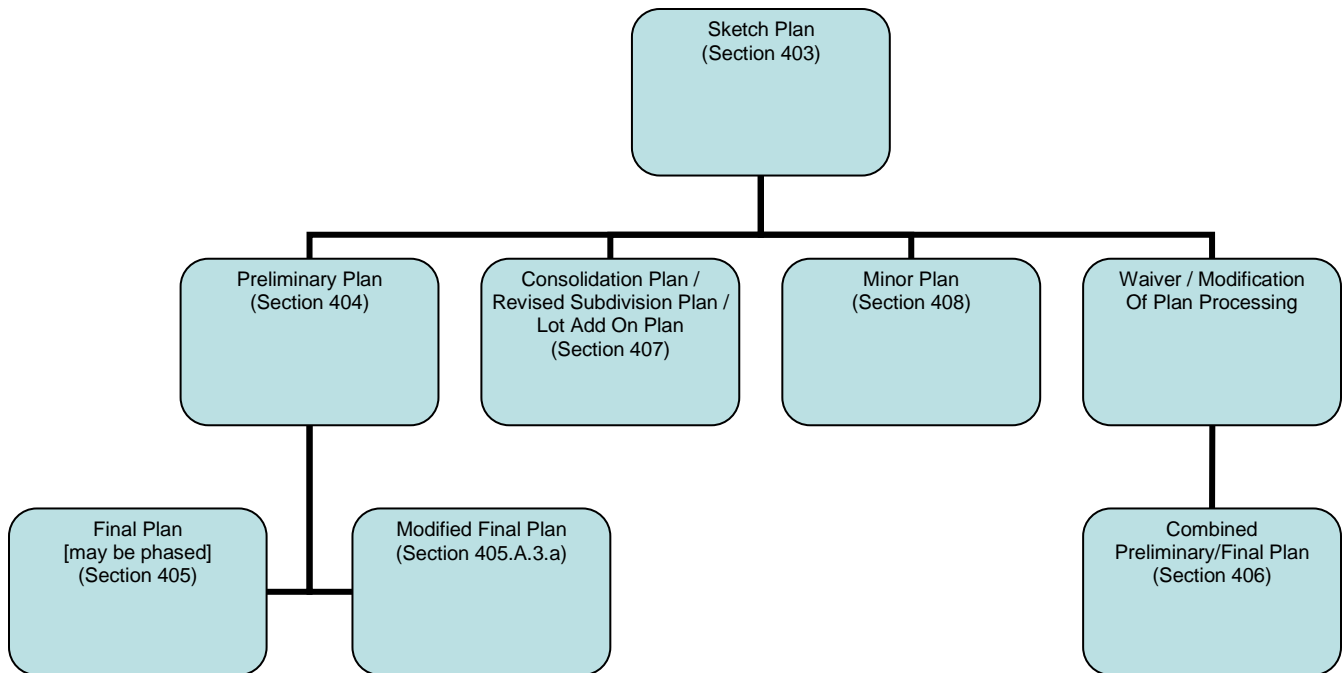 Sketch Plan
(Section 403)
Preliminary Plan
(Section 404)
Consolidation Plan /
Revised Subdivision Plan /
Lot Add On Plan
(Section 407)
Minor Plan
(Section 408)
Waiver / Modification
Of Plan Processing
Final Plan
[may be phased]
(Section 405)
Modified Final Plan
(Section 405.A.3.a)
Combined
Preliminary/Final Plan
(Section 406)